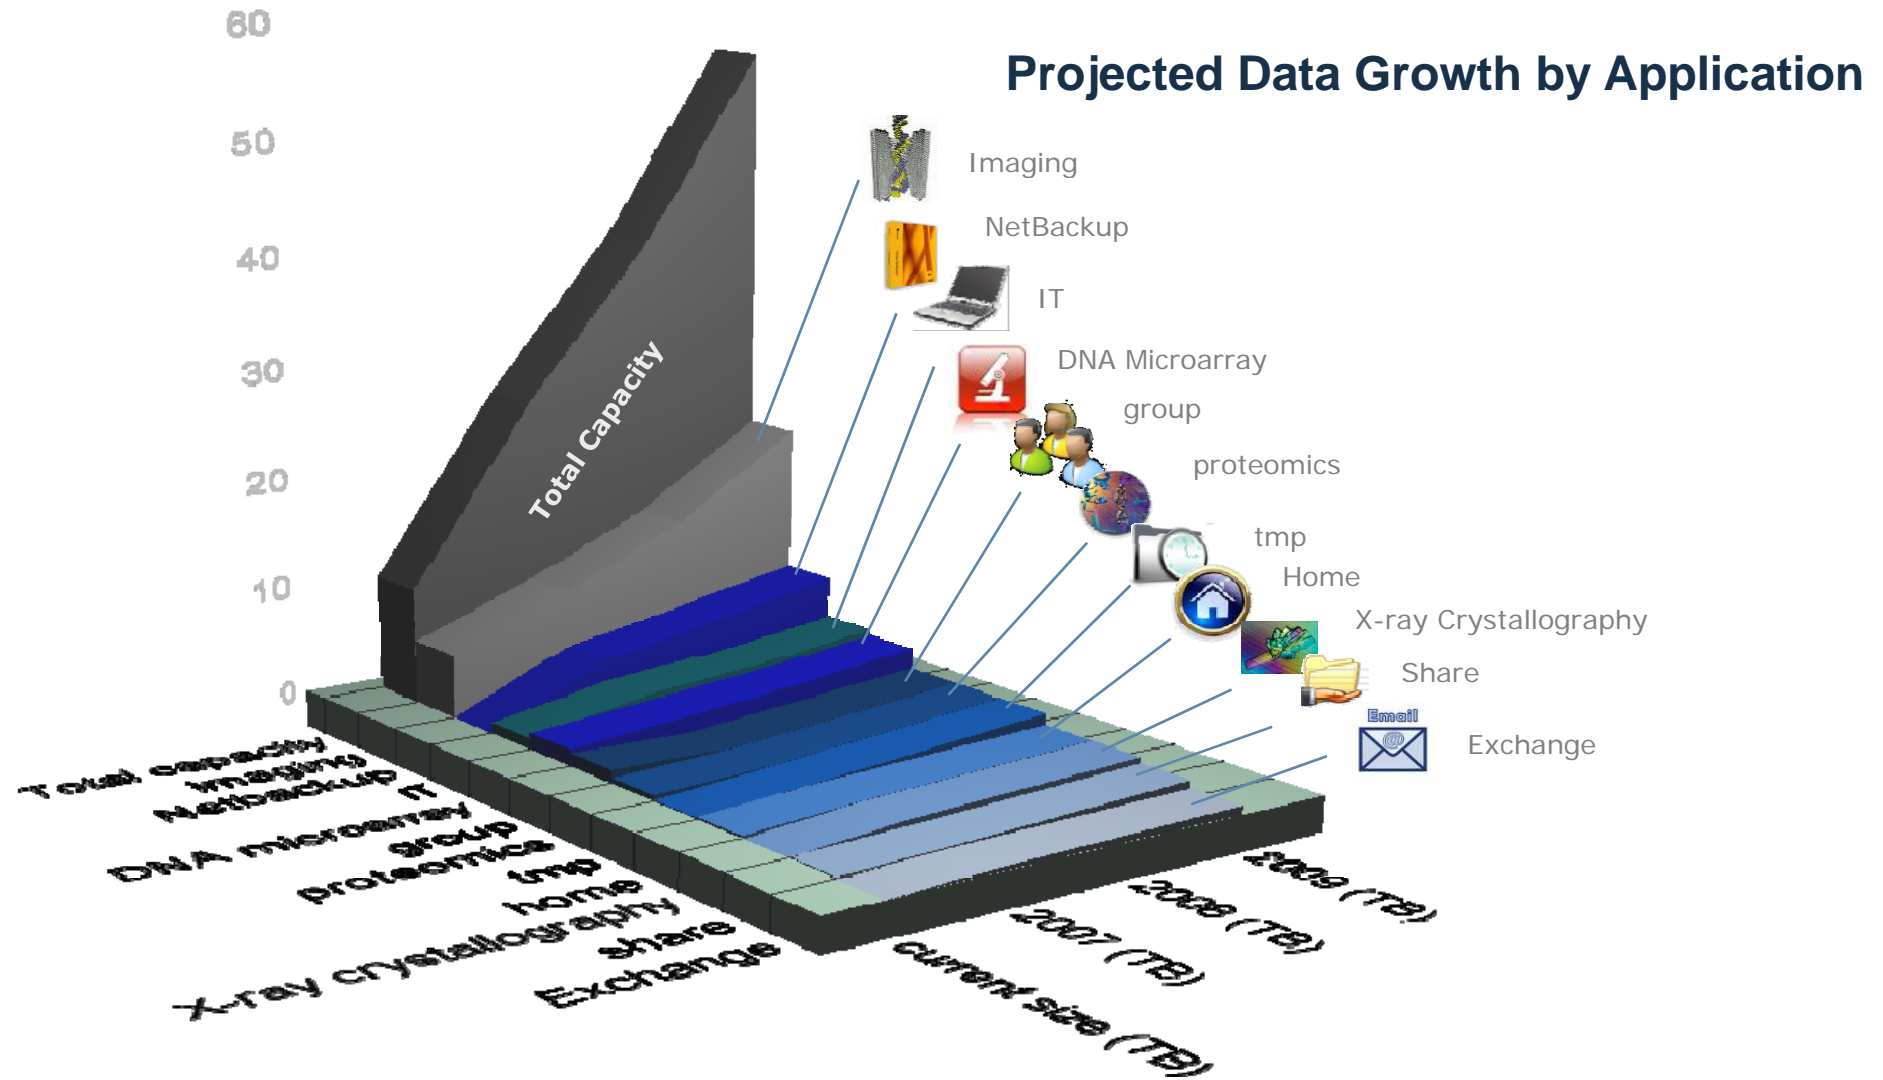 60
Projected Data Growth by Application
50
Imaging
NetBackup
40
IT
30
Total Capacity
DNA Microarray
group
proteomics
20
tmp
10
Home
X-ray Crystallography
Share
0
Email
@
Exchange
Total capacity
imaging
Netbackup
IT
DNA microarray
group
proteomics
tmp
home
X-ray crystallography
share
Exchange
current size (TB)
2007 (TB)
2008 (TB)
2009 (TB)